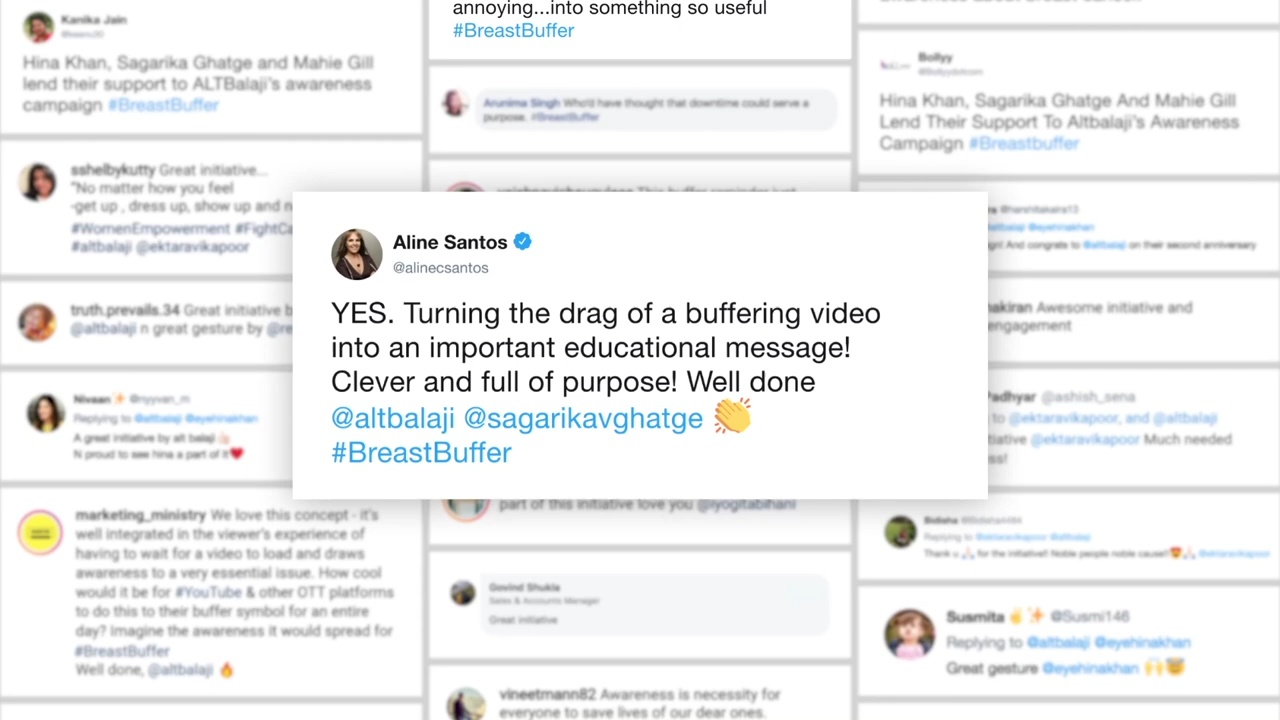 Kanika Jain
Hina Khan, Sagarika Ghatge and Mahie Gill
lend their support to ALTBalaji's awareness
campaign #BreastBuffer
sshelbykutty Great initiative...
"No matter how you feel
-get up , dress up, show up and n
#WomenEmpowerment #FightCa
#altbalaji @ektaravikapoor
truth.prevails.34 Great initiative b
@altbalaji n great gesture by @re
Nivaan @nyyvan_m
Replying to @altbalaji @eyehinakhan
A great initiative by alt balaji
N proud to see hina a part of it
marketing_ministry We love this concept - it's
well integrated in the viewer's experience of
having to wait for a video to load and draws
awareness to a very essential issue. How cool
would it be for #YouTube & other OTT platforms
to do this to their buffer symbol for an entire
day? Imagine the awareness it would spread for
#BreastBuffer
Well done, @altbalaji 🔥
annoying...into something so useful
#BreastBuffer
Arunima Singh Who'd have thought that downtime could serve a
purpose. #BreastBuffer
Aline Santos
@alinecsantos
YES. Turning the drag of a buffering video
into an important educational message!
Clever and full of purpose! Well done
@altbalaji @sagarikavghatge 👏
#BreastBuffer
part of this initiative love you @iyogitabihani
Govind Shukla
Sales & Accounts Manager
Great initiative
vineetmann82 Awareness is necessity for
everyone to save lives of our dear ones.
Bollyy
Hina Khan, Sagarika Ghatge And Mahie Gill
Lend Their Support To Altbalaji's Awareness
Campaign #Breastbuffer
@harshitakalra13
altbalaji @eyehinakhan
And congrats to @altbalaji on their second anniversary
akiran Awesome initiative and
engagement
Padhyar @ashish_sena
to @ektaravikapoor, and @altbalaji
tiative @ektaravikapoor Much needed
ss!
Bidisha
Replying to @ektaravikapoor @altbalaji
Thank u 🙏 for the initiative!! Noble people noble cause!! @ektaravikapoor
Susmita ✌✨ @Susmi146
Replying to @altbalaji @eyehinakhan
Great gesture @eyehinakhan 🙌😇